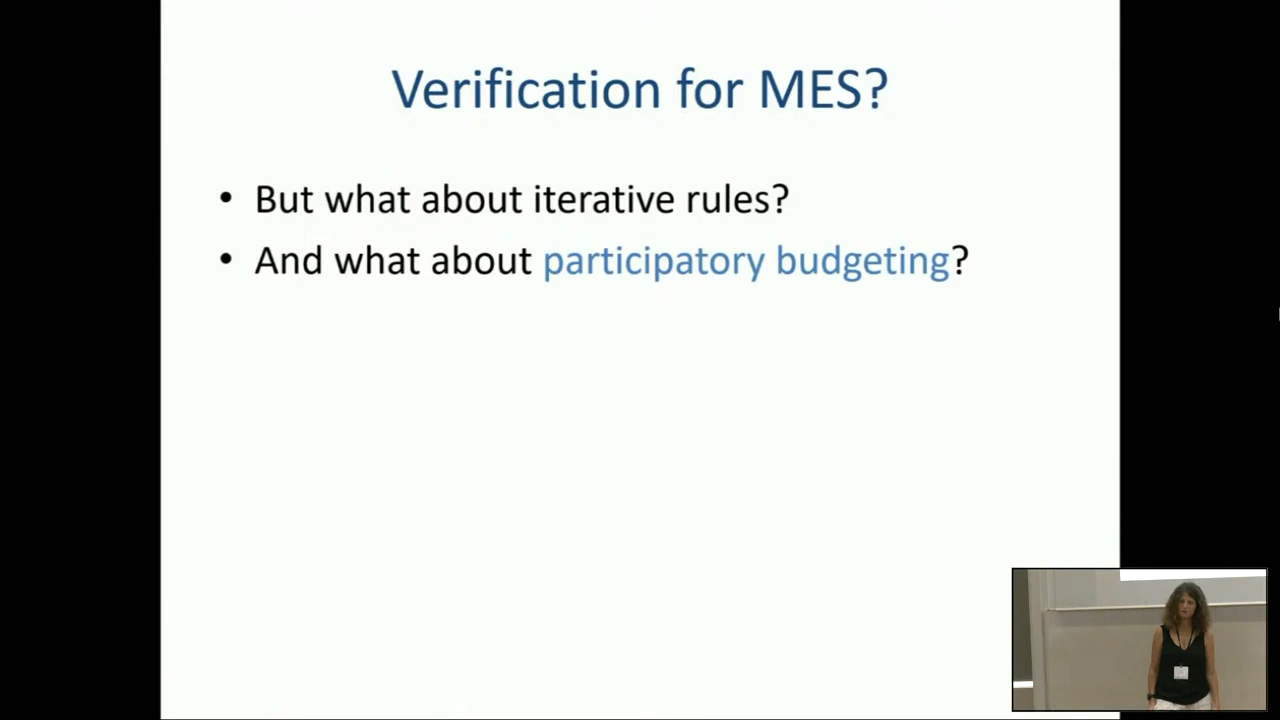 Verification for MES?
• But what about iterative rules?
• And what about participatory budgeting?